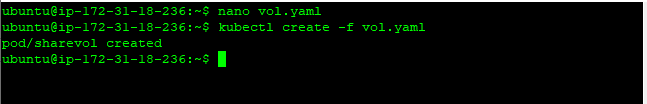 ubuntu@ip-172-31-18-236:~$ nano vol.yaml
ubuntu@ip-172-31-18-236:~$ kubectl create -f vol.yaml
pod/sharevol created
ubuntu@ip-172-31-18-236:~$